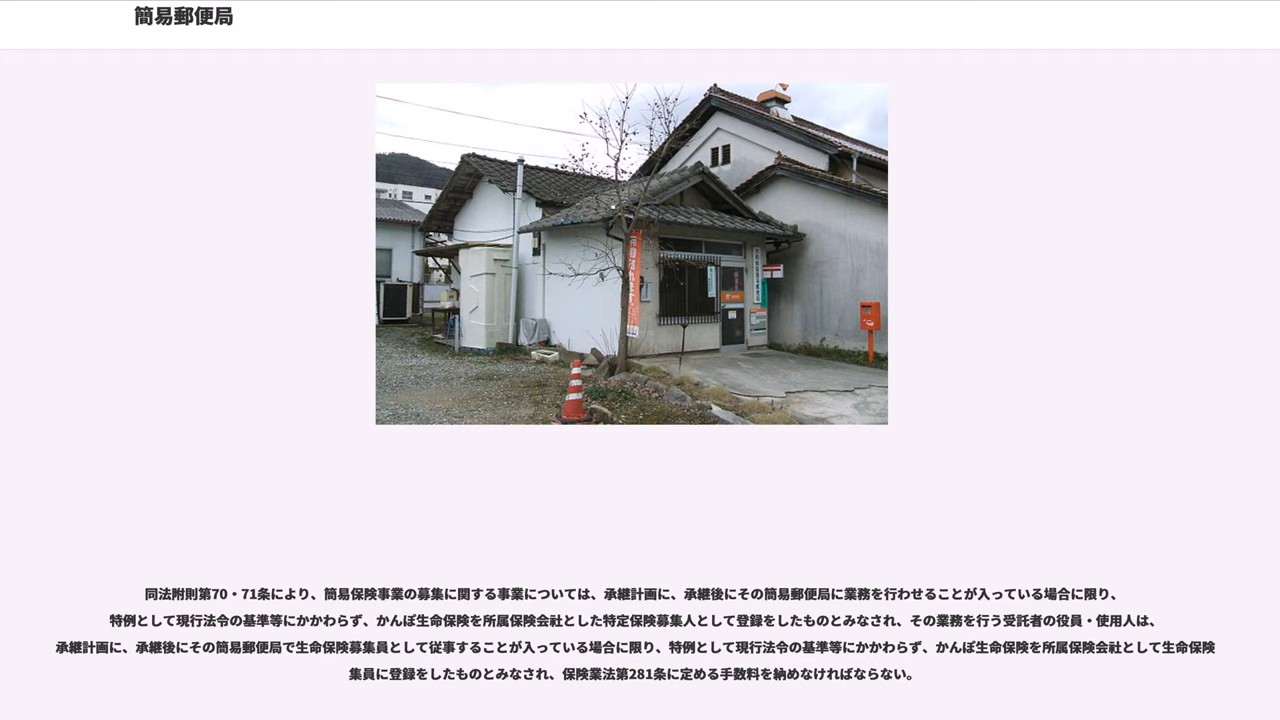 簡易郵便局
同法附則第70・71条により、簡易保険事業の募集に関する事業については、承継計画に、承継後にその簡易郵便局に業務を行わせることが入っている場合に限り、
特例として現行法令の基準等にかかわらず、かんぽ生命保険を所属保険会社とした特定保険募集人として登録をしたものとみなされ、その業務を行う受託者の役員・使用人は、
承継計画に、承継後にその簡易郵便局で生命保険募集員として従事することが入っている場合に限り、特例として現行法令の基準等にかかわらず、かんぽ生命保険を所属保険会社として生命保険
集員に登録をしたものとみなされ、保険業法第281条に定める手数料を納めなければならない。